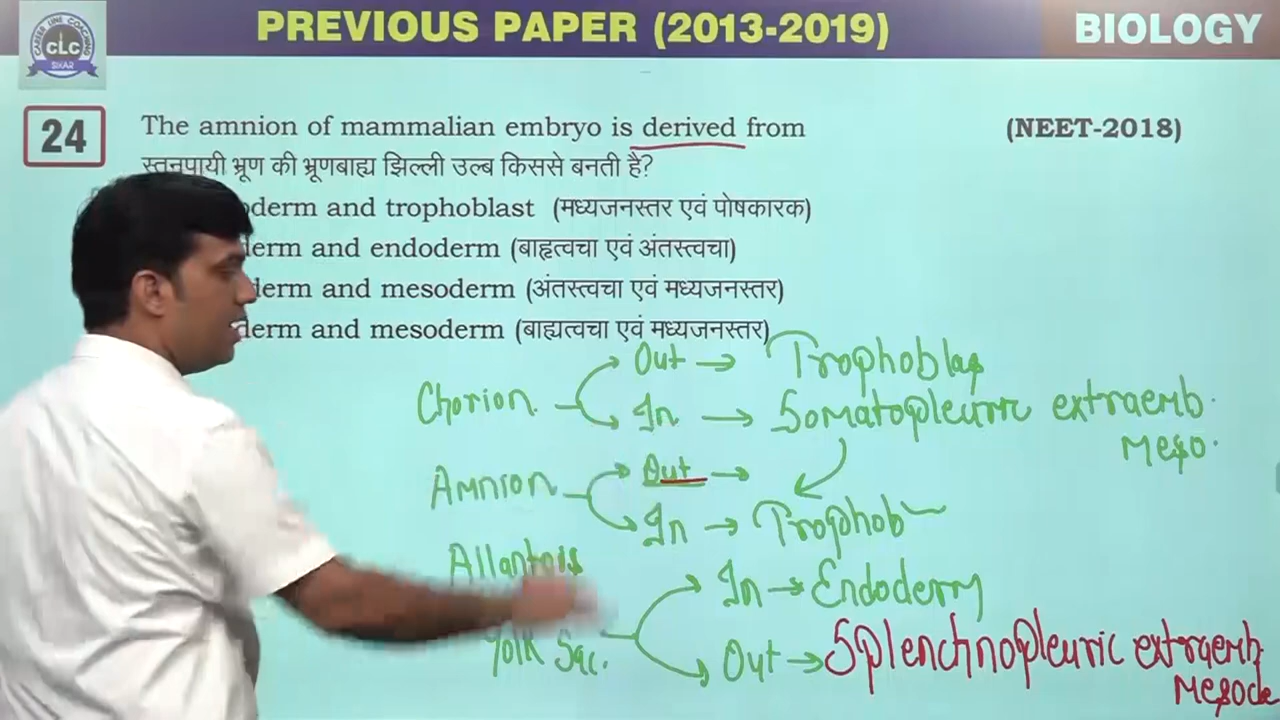 PREVIOUS PAPER (2013-2019)
BIOLOGY
CAREER LINE COACHING
CLC
SIKAR
24
The amnion of mammalian embryo is derived from
(NEET-2018)
स्तनपायी भ्रूण की भ्रूणबाह्य झिल्ली उल्ब किससे बनती है?
oderm and trophoblast (मध्यजनस्तर एवं पोषकारक)
derm and endoderm (बाहृत्वचा एवं अंतस्त्वचा)
derm and mesoderm (अंतस्त्वचा एवं मध्यजनस्तर)
derm and mesoderm (बाह्यत्वचा एवं मध्यजनस्तर)
Chorion
Out → Trophoblas
In → Somatopleuric extraemb.
meso.
Amnion
Out →
In → Trophob
Allantois
Yolk Sac.
In → Endoderm
Out → Splenchnopleuric extraemb.
Mesode